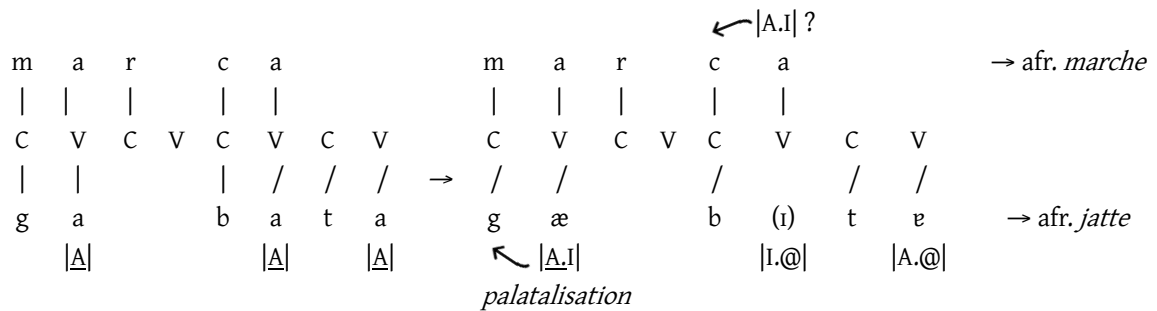 |A.I| ?
m a r c a m a r c a → afr. marche
| | | | | | | | | |
C V C V C V C V C V C V C V C V
| | | / / / → / / / / /
g a b a t a g æ b (ɪ) t ɐ → afr. jatte
|A| |A| |A| |A.I| |I.@| |A.@|
palatalisation